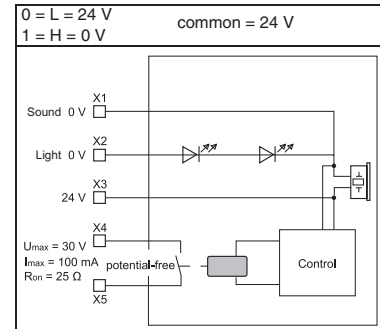 0 = L = 24 V
1 = H = 0 V
common = 24 V
X1
Sound 0 V
X2
Light 0 V
X3
24 V
X4
Umax = 30 V
Imax = 100 mA
Ron = 25 Ω
potential-free
Control
X5